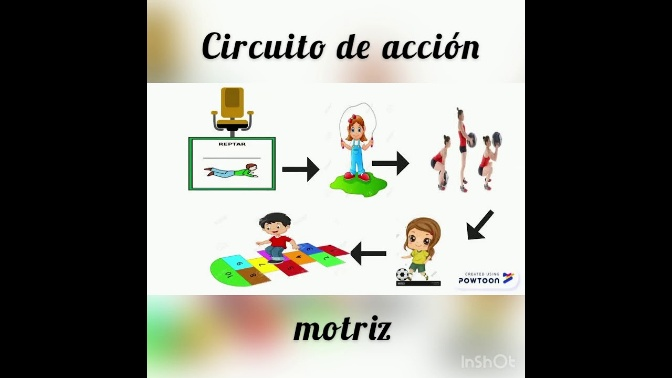 Circuito de acción
REPTAR
CREATED USING
POWTOON
motriz
InShOt